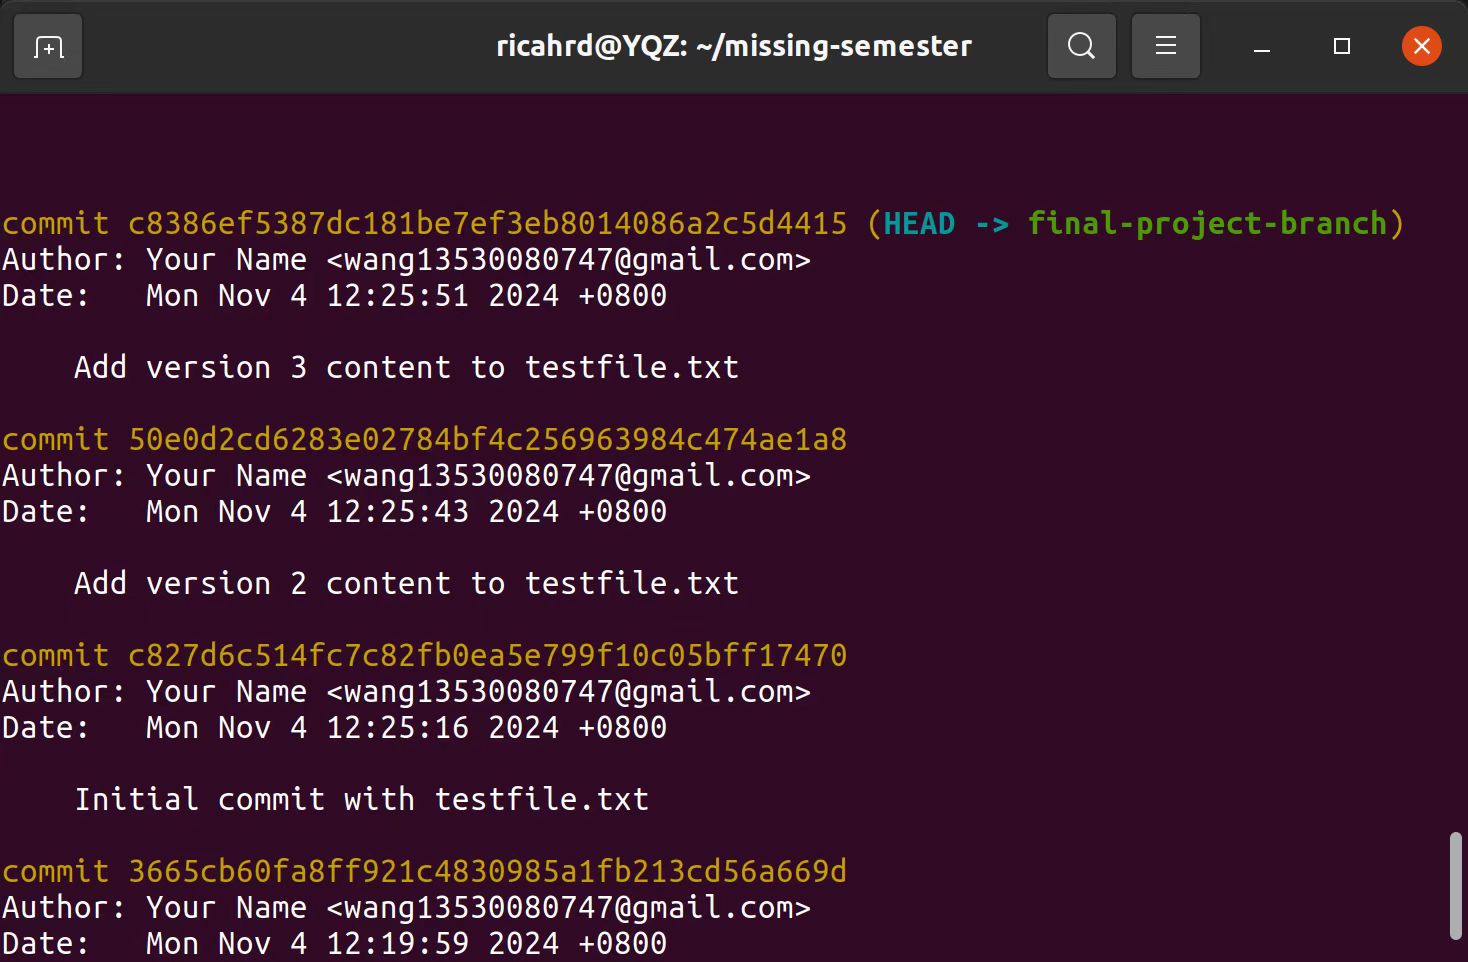 ricahrd@YQZ: ~/missing-semester
commit c8386ef5387dc181be7ef3eb8014086a2c5d4415 (HEAD -> final-project-branch)
Author: Your Name <wang13530080747@gmail.com>
Date:   Mon Nov 4 12:25:51 2024 +0800
    Add version 3 content to testfile.txt
commit 50e0d2cd6283e02784bf4c256963984c474ae1a8
Author: Your Name <wang13530080747@gmail.com>
Date:   Mon Nov 4 12:25:43 2024 +0800
    Add version 2 content to testfile.txt
commit c827d6c514fc7c82fb0ea5e799f10c05bff17470
Author: Your Name <wang13530080747@gmail.com>
Date:   Mon Nov 4 12:25:16 2024 +0800
    Initial commit with testfile.txt
commit 3665cb60fa8ff921c4830985a1fb213cd56a669d
Author: Your Name <wang13530080747@gmail.com>
Date:   Mon Nov 4 12:19:59 2024 +0800